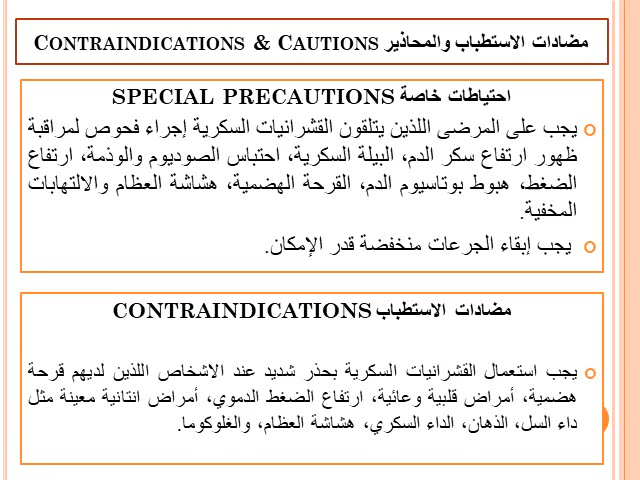 مضادات الاستطباب والمحاذير CONTRAINDICATIONS & CAUTIONS
احتياطات خاصة SPECIAL PRECAUTIONS
يجب على المرضى اللذين يتلقون القشرانيات السكرية إجراء فحوص لمراقبة
ظهور ارتفاع سكر الدم، البيلة السكرية، احتباس الصوديوم والوذمة، ارتفاع
الضغط، هبوط بوتاسيوم الدم، القرحة الهضمية، هشاشة العظام والالتهابات
المخفية.
يجب إبقاء الجرعات منخفضة قدر الإمكان.
مضادات الاستطباب CONTRAINDICATIONS
يجب استعمال القشرانيات السكرية بحذر شديد عند الاشخاص اللذين لديهم قرحة
هضمية، أمراض قلبية وعائية، ارتفاع الضغط الدموي، أمراض انتانية معينة مثل
داء السل، الذهان، الداء السكري، هشاشة العظام، والغلوكوما.